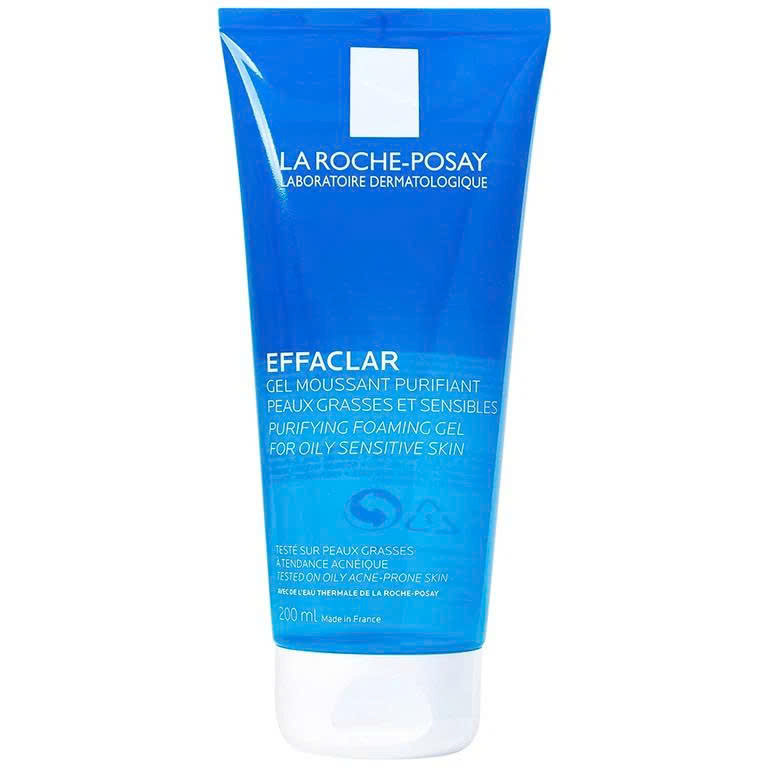 LA ROCHE-POSAY
LABORATOIRE DERMATOLOGIQUE
EFFACLAR
GEL MOUSSANT PURIFIANT
PEAUX GRASSES ET SENSIBLES
PURIFYING FOAMING GEL
FOR OILY SENSITIVE SKIN
TESTÉ SUR PEAUX GRASSES
À TENDANCE ACNÉIQUE
TESTED ON OILY ACNE-PRONE SKIN
AVEC DE L'EAU THERMALE DE LA ROCHE-POSAY
200 ml Made in France